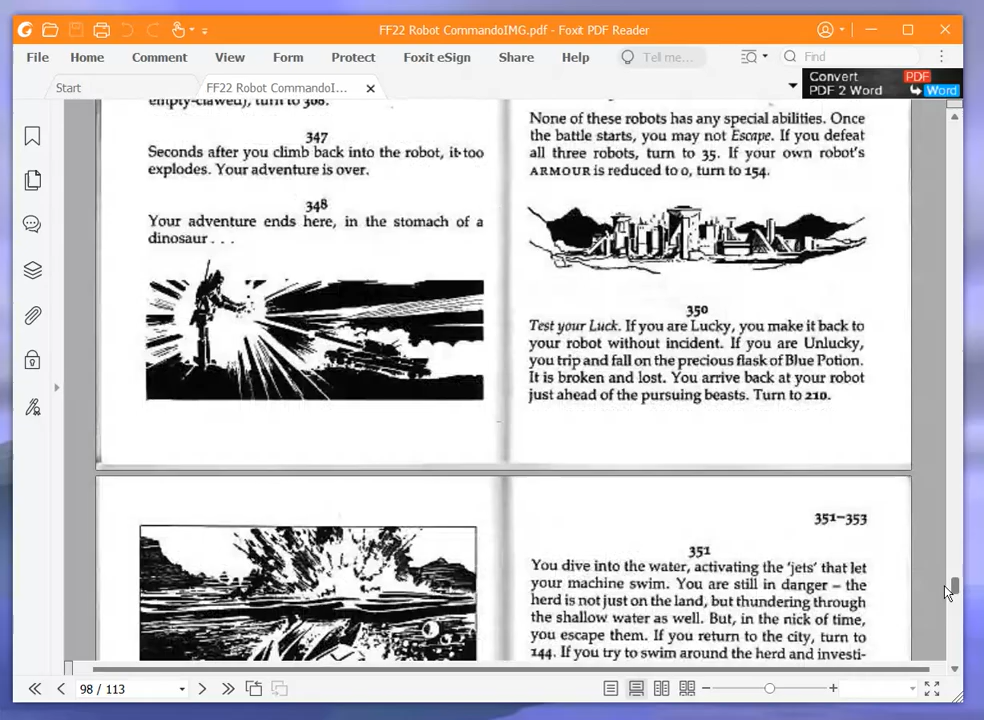 FF22 Robot CommandoIMG.pdf - Foxit PDF Reader
File Home Comment View Form Protect Foxit eSign Share Help Tell me... Find
Start FF22 Robot CommandoI... Convert PDF PDF 2 Word Word
empty-clawed), turn to 308.
347
Seconds after you climb back into the robot, it too
explodes. Your adventure is over.
348
Your adventure ends here, in the stomach of a
dinosaur . . .
None of these robots has any special abilities. Once
the battle starts, you may not Escape. If you defeat
all three robots, turn to 35. If your own robot's
ARMOUR is reduced to 0, turn to 154.
350
Test your Luck. If you are Lucky, you make it back to
your robot without incident. If you are Unlucky,
you trip and fall on the precious flask of Blue Potion.
It is broken and lost. You arrive back at your robot
just ahead of the pursuing beasts. Turn to 210.
351–353
351
You dive into the water, activating the 'jets' that let
your machine swim. You are still in danger – the
herd is not just on the land, but thundering through
the shallow water as well. But, in the nick of time,
you escape them. If you return to the city, turn to
144. If you try to swim around the herd and investi-
98 / 113